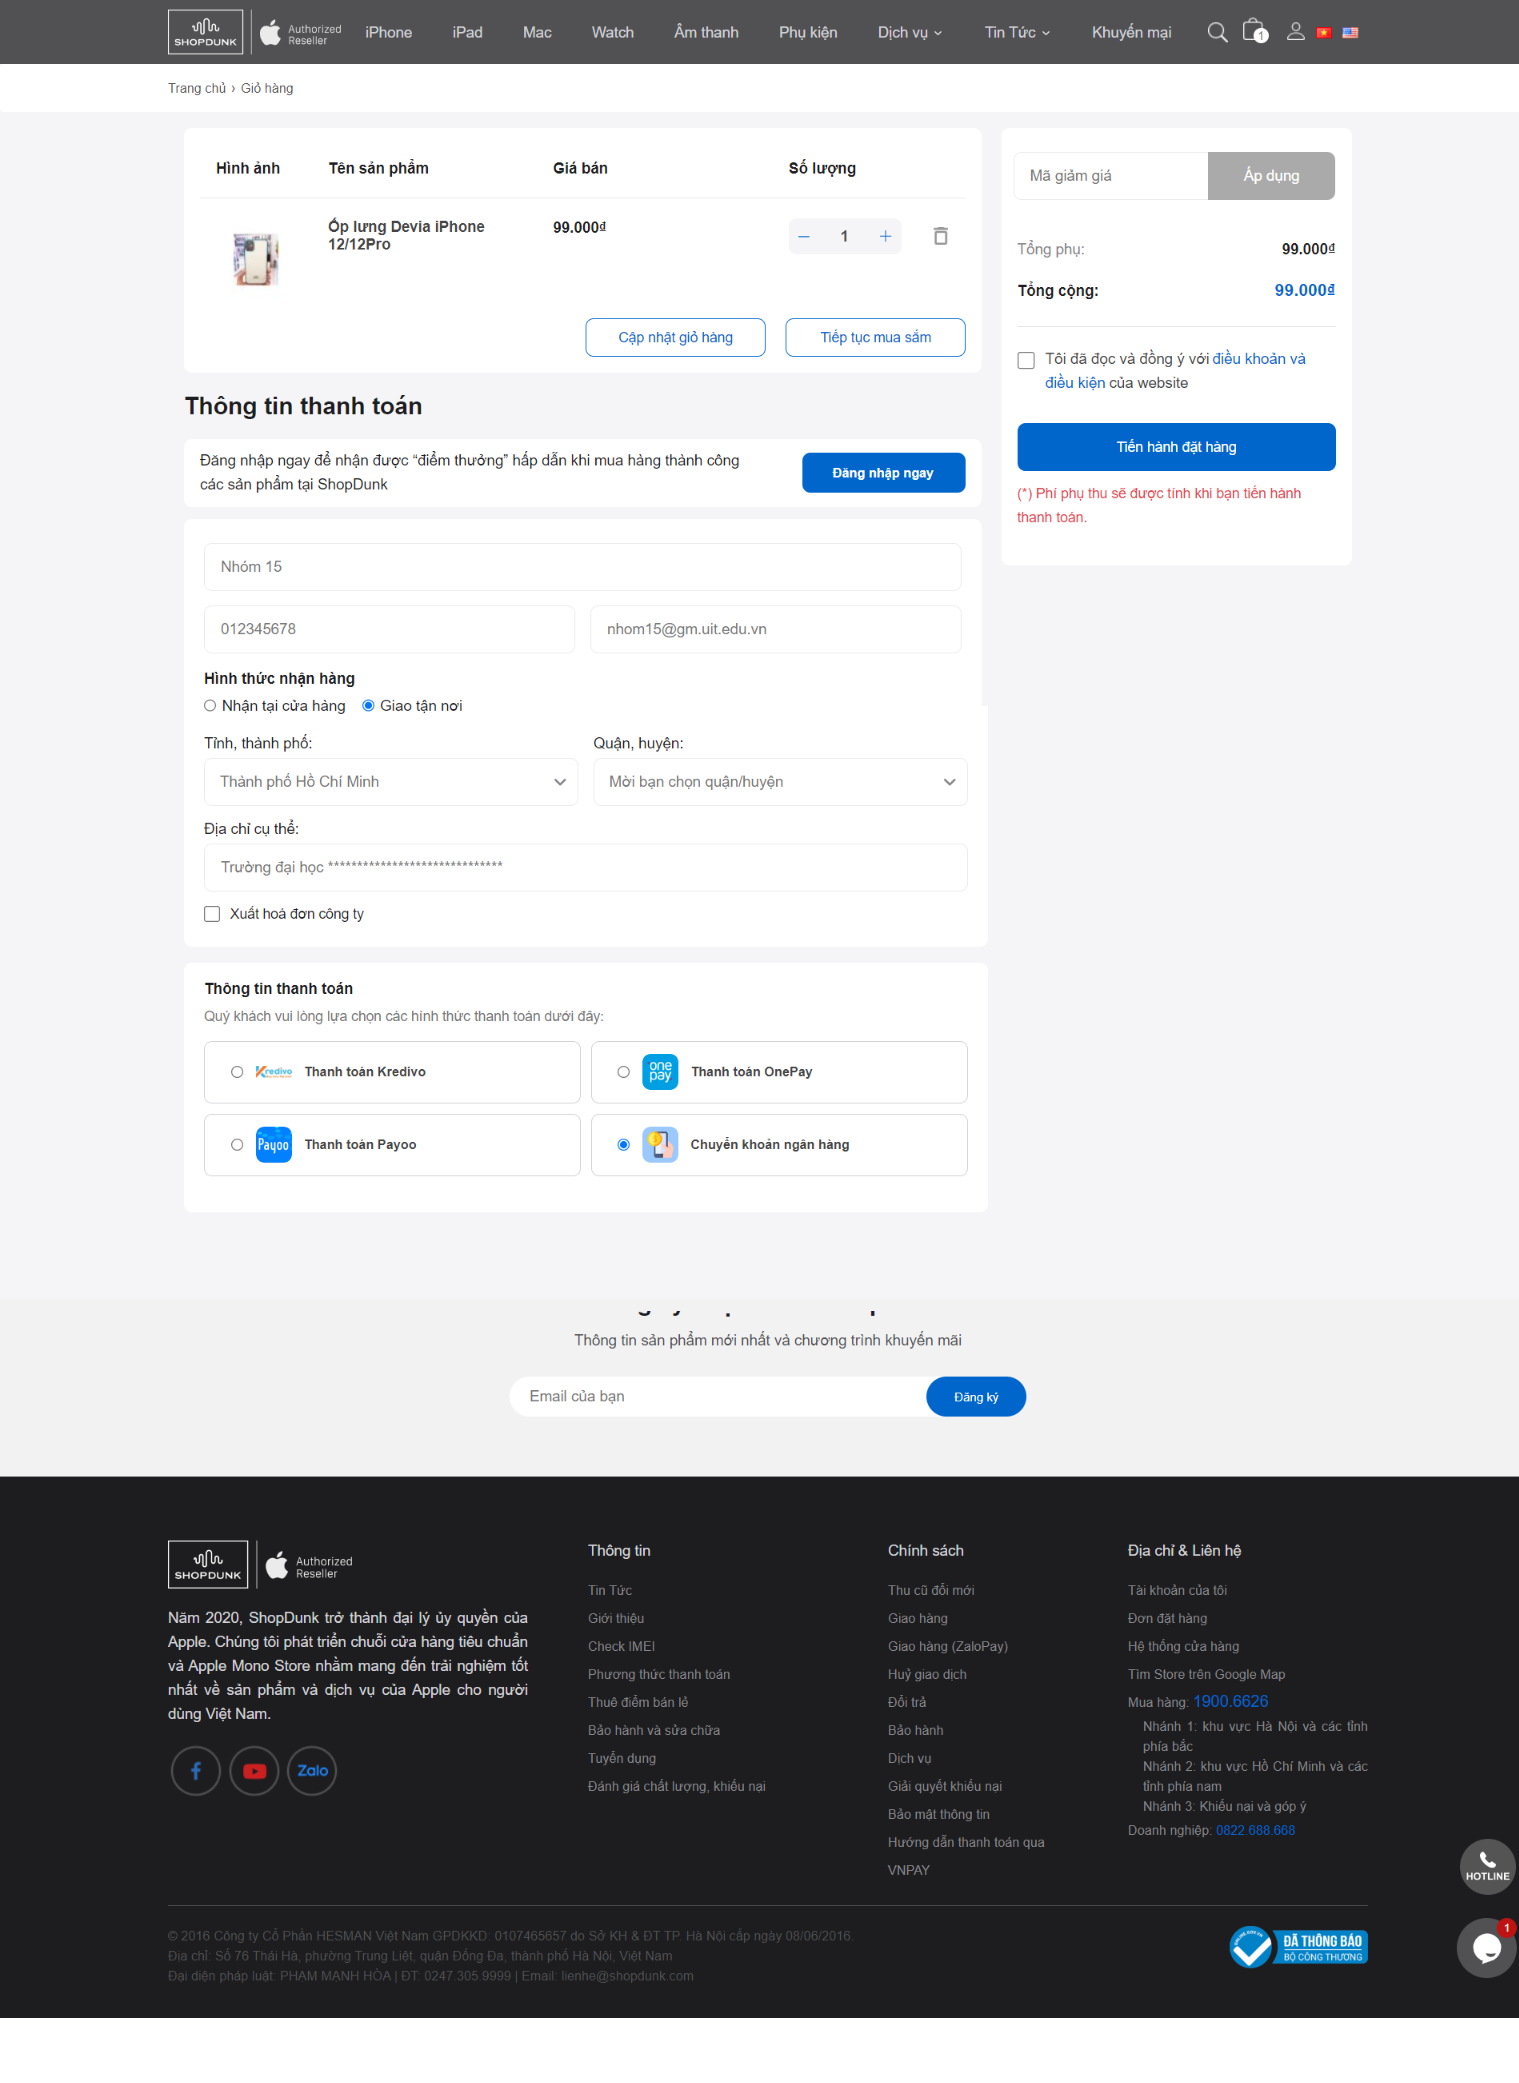 SHOPDUNK
Authorized
Reseller
iPhone
iPad
Mac
Watch
Âm thanh
Phụ kiện
Dịch vụ
Tin Tức
Khuyến mại
1
Trang chủ › Giỏ hàng
Hình ảnh
Tên sản phẩm
Giá bán
Số lượng
Ốp lưng Devia iPhone
12/12Pro
99.000₫
1
Cập nhật giỏ hàng
Tiếp tục mua sắm
Mã giảm giá
Áp dụng
Tổng phụ:
99.000₫
Tổng cộng:
99.000₫
Tôi đã đọc và đồng ý với điều khoản và
điều kiện của website
Tiến hành đặt hàng
(*) Phí phụ thu sẽ được tính khi bạn tiến hành
thanh toán.
Thông tin thanh toán
Đăng nhập ngay để nhận được “điểm thưởng” hấp dẫn khi mua hàng thành công
các sản phẩm tại ShopDunk
Đăng nhập ngay
Nhóm 15
012345678
nhom15@gm.uit.edu.vn
Hình thức nhận hàng
Nhận tại cửa hàng
Giao tận nơi
Tỉnh, thành phố:
Quận, huyện:
Thành phố Hồ Chí Minh
Mời bạn chọn quận/huyện
Địa chỉ cụ thể:
Trường đại học ******************************
Xuất hoá đơn công ty
Thông tin thanh toán
Quý khách vui lòng lựa chọn các hình thức thanh toán dưới đây:
Kredivo
Thanh toán Kredivo
one
pay
Thanh toán OnePay
Payoo
Thanh toán Payoo
Chuyển khoản ngân hàng
Thông tin sản phẩm mới nhất và chương trình khuyến mãi
Email của bạn
Đăng ký
SHOPDUNK
Authorized
Reseller
Năm 2020, ShopDunk trở thành đại lý ủy quyền của
Apple. Chúng tôi phát triển chuỗi cửa hàng tiêu chuẩn
và Apple Mono Store nhằm mang đến trải nghiệm tốt
nhất về sản phẩm và dịch vụ của Apple cho người
dùng Việt Nam.
Zalo
Thông tin
Tin Tức
Giới thiệu
Check IMEI
Phương thức thanh toán
Thuê điểm bán lẻ
Bảo hành và sửa chữa
Tuyển dụng
Đánh giá chất lượng, khiếu nại
Chính sách
Thu cũ đổi mới
Giao hàng
Giao hàng (ZaloPay)
Huỷ giao dịch
Đổi trả
Bảo hành
Dịch vụ
Giải quyết khiếu nại
Bảo mật thông tin
Hướng dẫn thanh toán qua
VNPAY
Địa chỉ & Liên hệ
Tài khoản của tôi
Đơn đặt hàng
Hệ thống cửa hàng
Tìm Store trên Google Map
Mua hàng: 1900.6626
Nhánh 1: khu vực Hà Nội và các tỉnh
phía bắc
Nhánh 2: khu vực Hồ Chí Minh và các
tỉnh phía nam
Nhánh 3: Khiếu nại và góp ý
Doanh nghiệp: 0822.688.668
HOTLINE
1
© 2016 Công ty Cổ Phần HESMAN Việt Nam GPDKKD: 0107465657 do Sở KH & ĐT TP. Hà Nội cấp ngày 08/06/2016.
Địa chỉ: Số 76 Thái Hà, phường Trung Liệt, quận Đống Đa, thành phố Hà Nội, Việt Nam
Đại diện pháp luật: PHẠM MẠNH HÒA | ĐT: 0247.305.9999 | Email: lienhe@shopdunk.com
ĐÃ THÔNG BÁO
BỘ CÔNG THƯƠNG